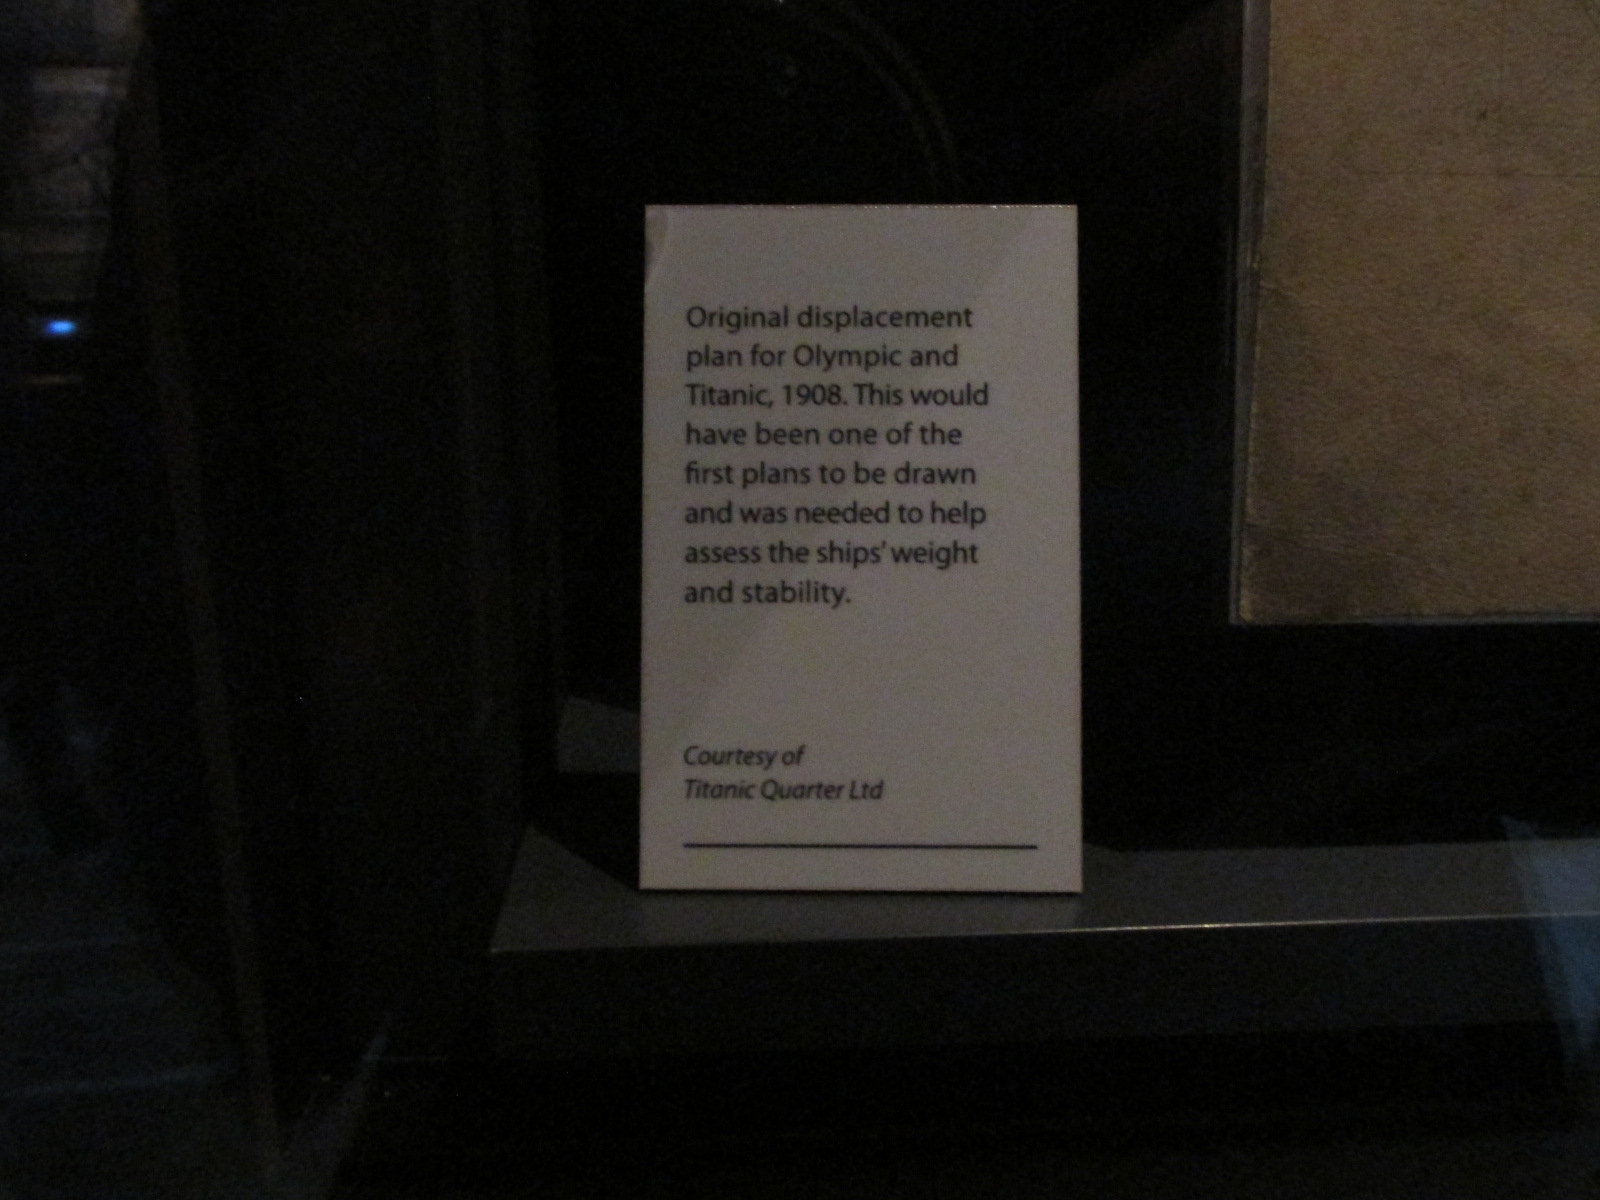 Original displacement
plan for Olympic and
Titanic, 1908. This would
have been one of the
first plans to be drawn
and was needed to help
assess the ships' weight
and stability.
Courtesy of
Titanic Quarter Ltd